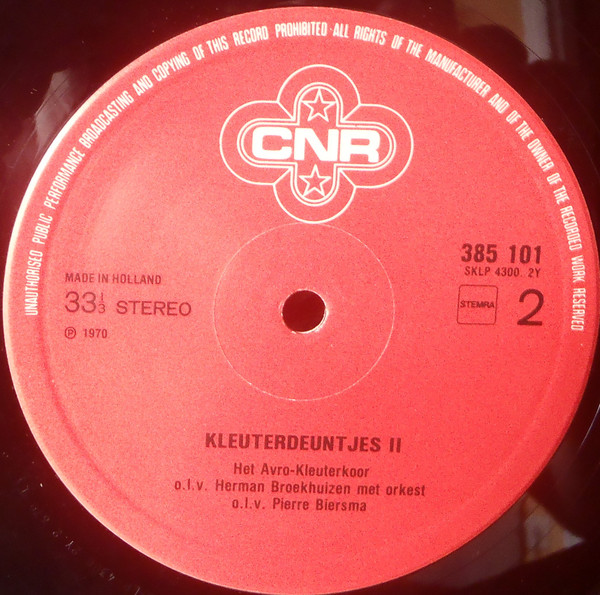 UNAUTHORISED PUBLIC PERFORMANCE BROADCASTING AND COPYING OF THIS RECORD PROHIBITED·ALL RIGHTS OF THE MANUFACTURER AND OF THE OWNER OF THE RECORDED WORK RESERVED
CNR
385 101
SKLP 4300. 2Y
MADE IN HOLLAND
33⅓ STEREO
STEMRA
2
℗ 1970
KLEUTERDEUNTJES II
Het Avro-Kleuterkoor
o.l.v. Herman Broekhuizen met orkest
o.l.v. Pierre Biersma